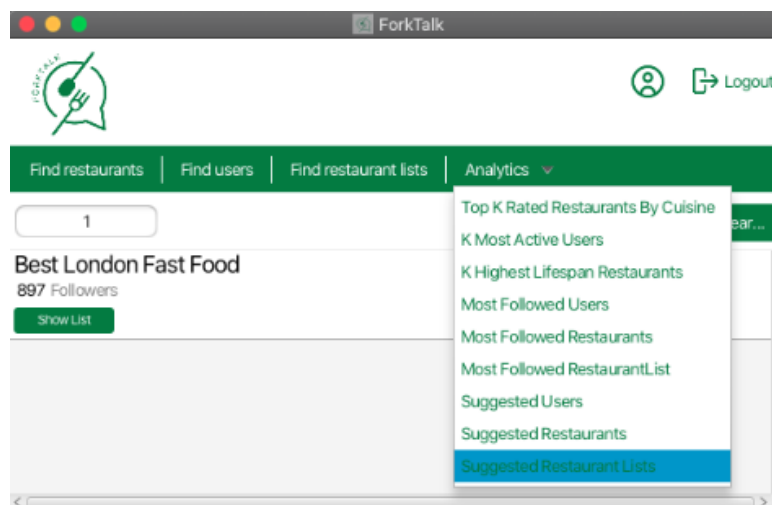 ForkTalk
FORKTALK
Logout
Find restaurants Find users Find restaurant lists Analytics
1
ear...
Top K Rated Restaurants By Cuisine
K Most Active Users
K Highest Lifespan Restaurants
Most Followed Users
Most Followed Restaurants
Most Followed RestaurantList
Suggested Users
Suggested Restaurants
Suggested Restaurant Lists
Best London Fast Food
897 Followers
Show List